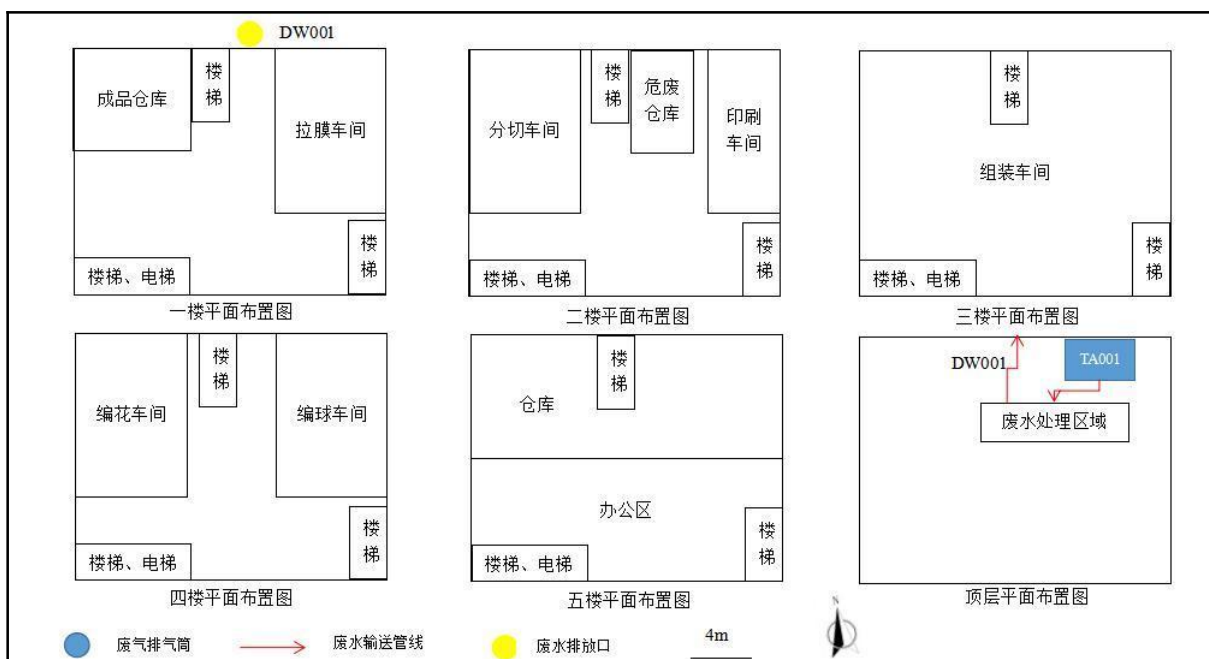 DW001
成品仓库
楼梯
拉膜车间
楼梯、电梯
楼梯
一楼平面布置图
分切车间
楼梯
危废仓库
印刷车间
楼梯、电梯
楼梯
二楼平面布置图
楼梯
组装车间
楼梯、电梯
楼梯
三楼平面布置图
编花车间
楼梯
编球车间
楼梯、电梯
楼梯
四楼平面布置图
仓库
楼梯
办公区
楼梯、电梯
楼梯
五楼平面布置图
DW001
TA001
废水处理区域
顶层平面布置图
废气排气筒
废水输送管线
废水排放口
4m
N